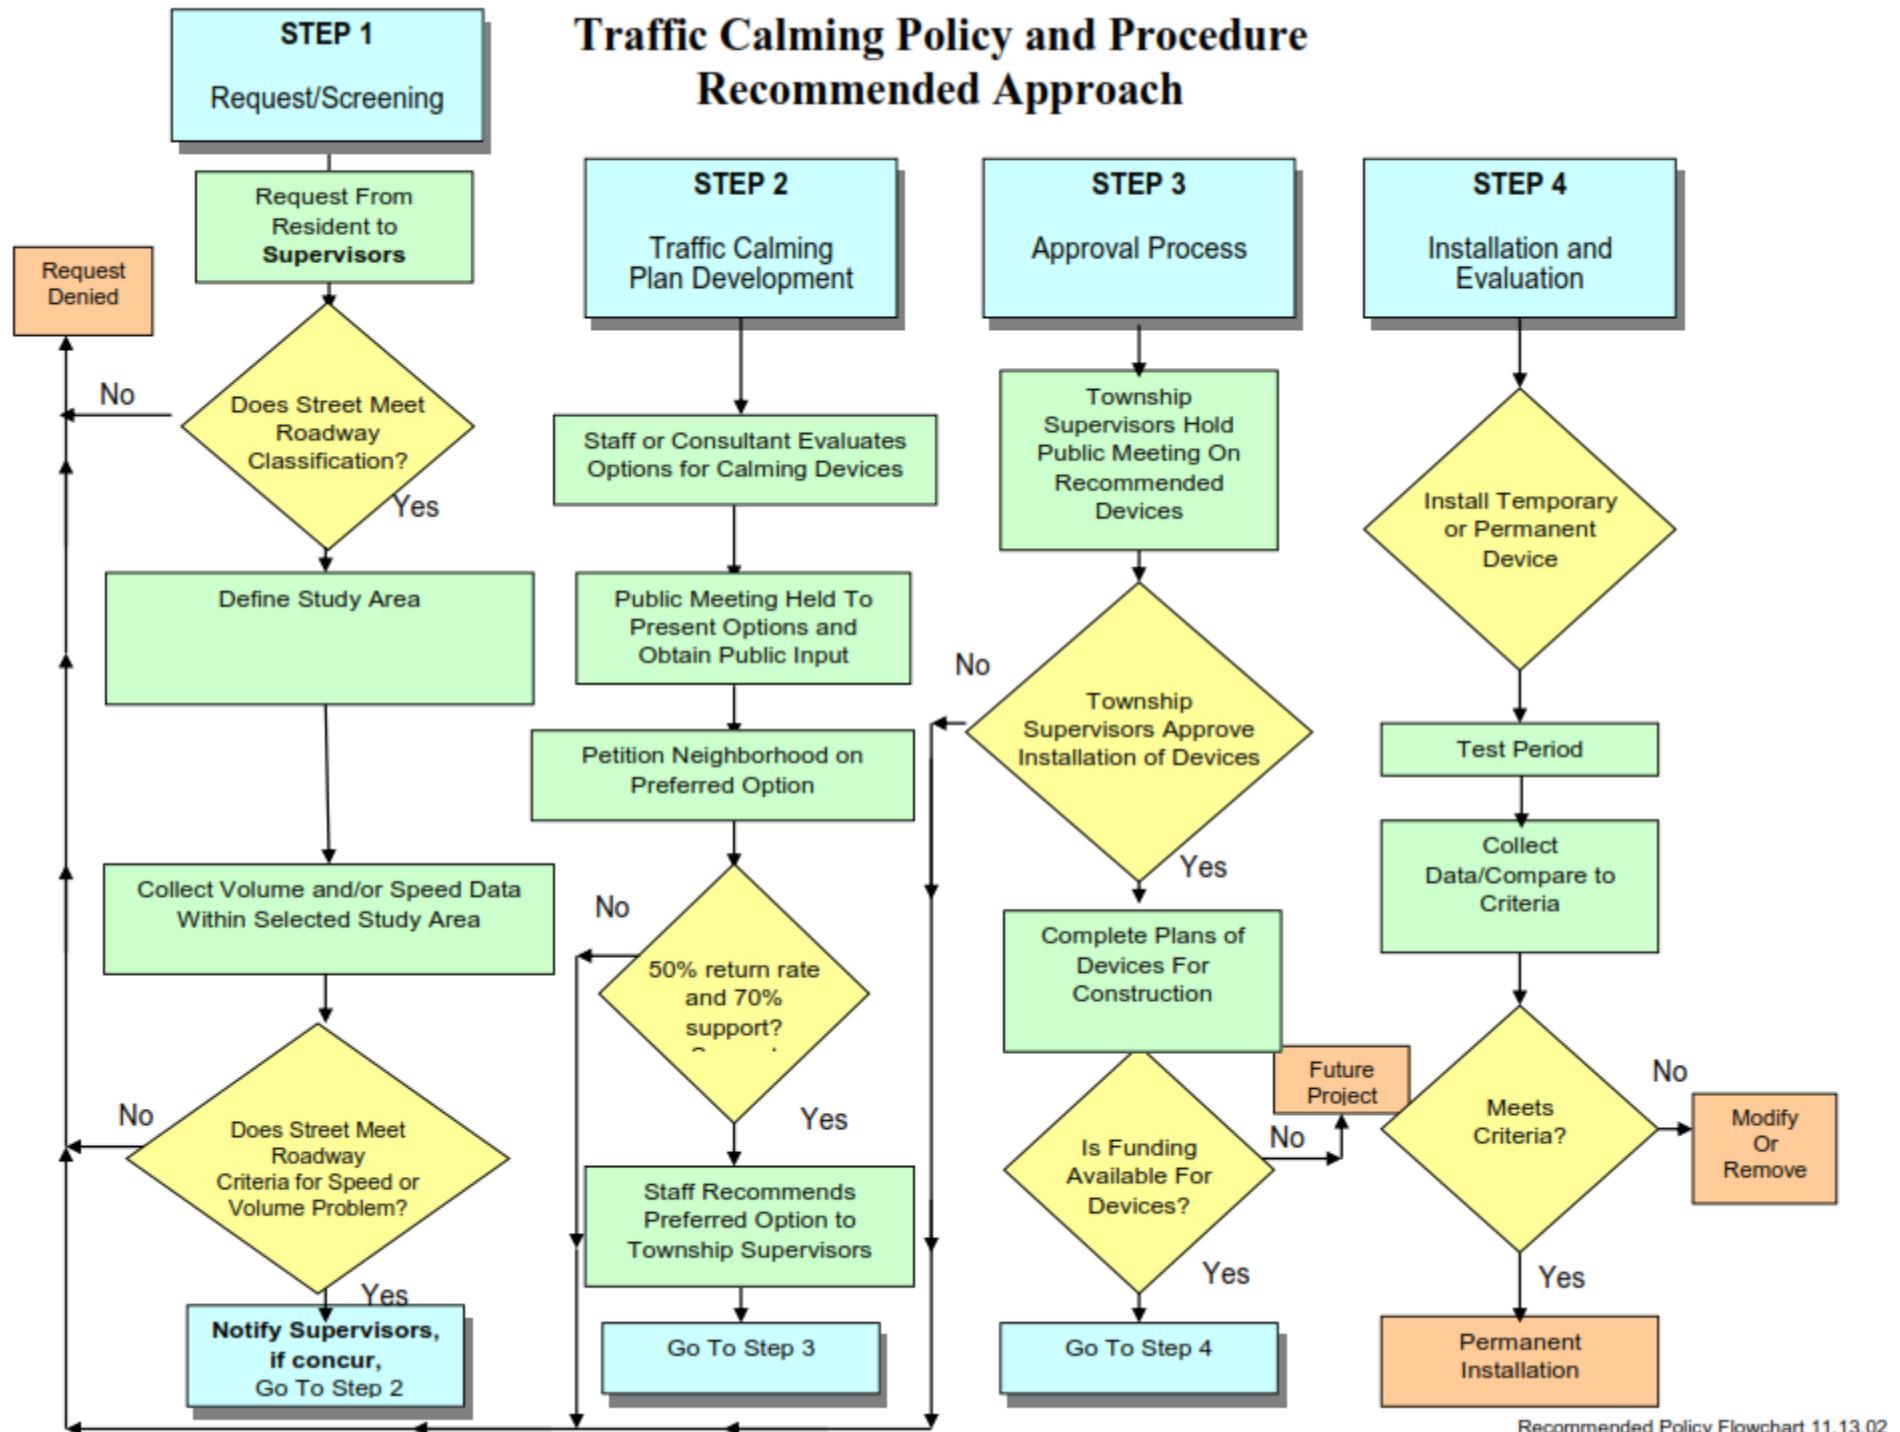 Traffic Calming Policy and Procedure
Recommended Approach
STEP 1
Request/Screening
Request From
Resident to
Supervisors
Request
Denied
No
Does Street Meet
Roadway
Classification?
Yes
Define Study Area
Collect Volume and/or Speed Data
Within Selected Study Area
No
Does Street Meet
Roadway
Criteria for Speed or
Volume Problem?
Yes
Notify Supervisors,
if concur,
Go To Step 2
STEP 2
Traffic Calming
Plan Development
Staff or Consultant Evaluates
Options for Calming Devices
Public Meeting Held To
Present Options and
Obtain Public Input
Petition Neighborhood on
Preferred Option
No
50% return rate
and 70%
support?
Yes
Staff Recommends
Preferred Option to
Township Supervisors
Go To Step 3
STEP 3
Approval Process
Township
Supervisors Hold
Public Meeting On
Recommended
Devices
No
Township
Supervisors Approve
Installation of Devices
Yes
Complete Plans of
Devices For
Construction
Future
Project
No
Is Funding
Available For
Devices?
Yes
Go To Step 4
STEP 4
Installation and
Evaluation
Install Temporary
or Permanent
Device
Test Period
Collect
Data/Compare to
Criteria
No
Meets
Criteria?
Modify
Or
Remove
Yes
Permanent
Installation
Recommended Policy Flowchart 11.13.02